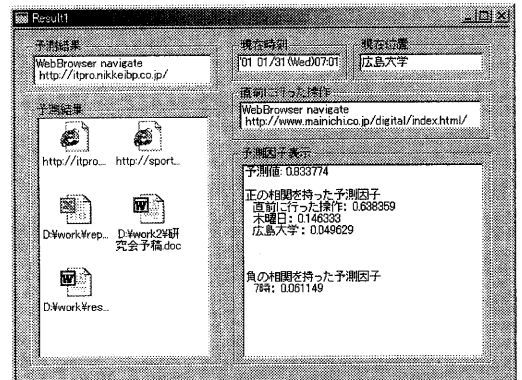 Result1
予測結果
WebBrowser navigate
http://itpro.nikkeibp.co.jp/
現在時刻
'01 01/31(Wed)07:01
現在位置
広島大学
直前に行った操作
WebBrowser navigate
http://www.mainichi.co.jp/digital/index.html/
予測結果
http://itpro...
http://sport...
D:¥work¥rep...
D:¥work2¥研
究会予稿.doc
D:¥work¥res...
予測因子表示
予測値: 0.833774
正の相関を持った予測因子
直前に行った操作: 0.638359
木曜日: 0.146333
広島大学: 0.049629
負の相関を持った予測因子
7時: 0.061149